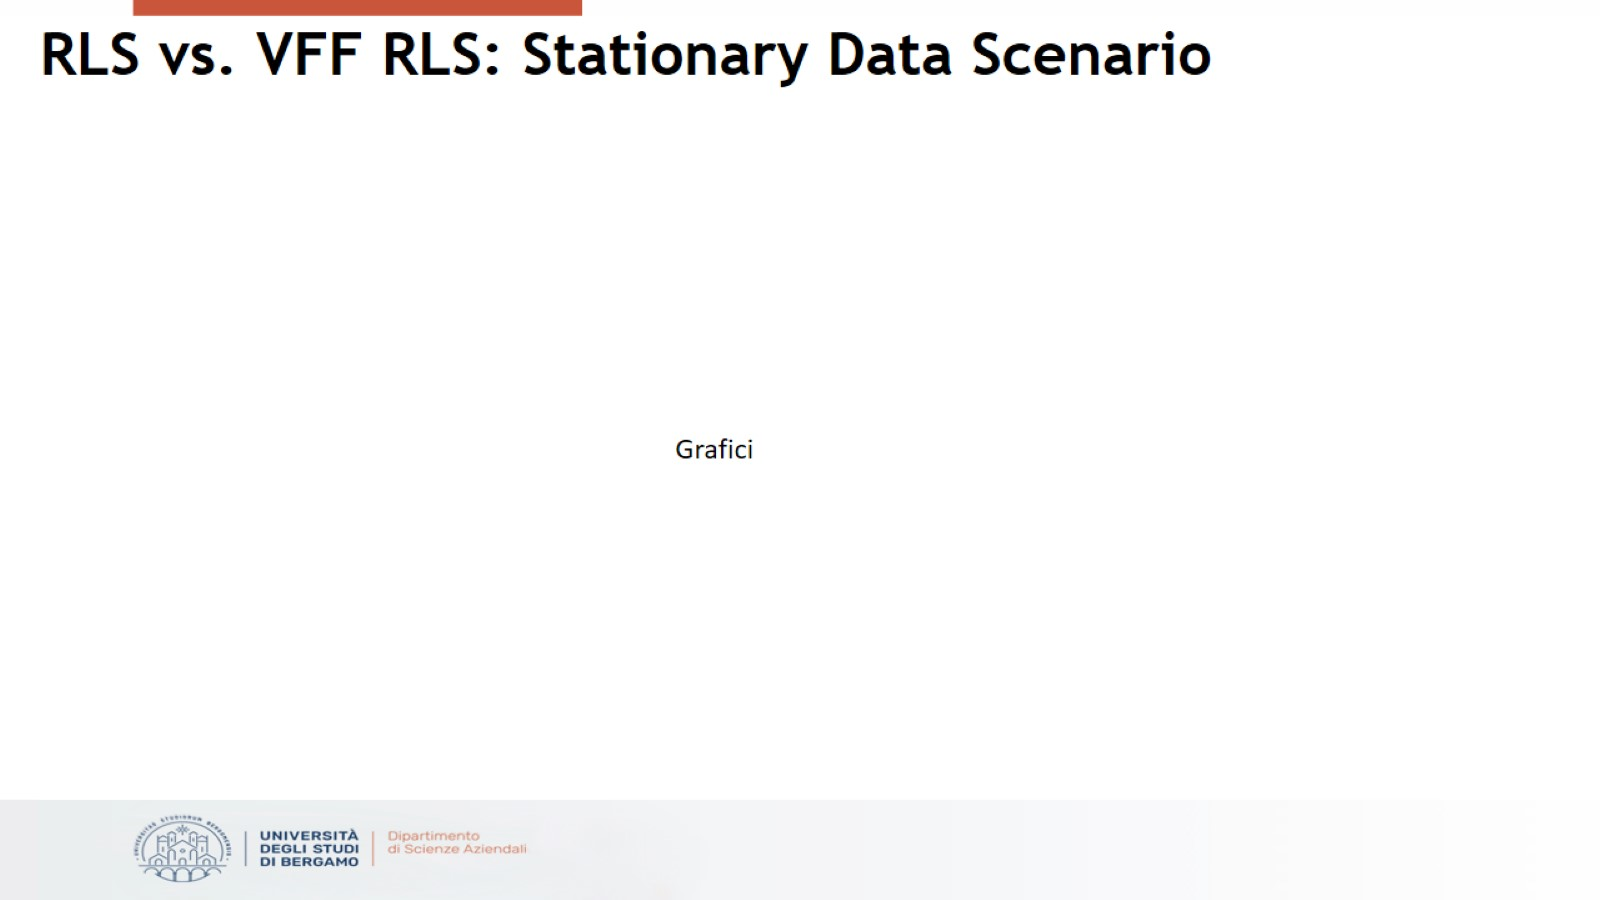 RLS vs. VFF RLS: Stationary Data Scenario
Grafici
UNIVERSITÀ
DEGLI STUDI
DI BERGAMO
Dipartimento
di Scienze Aziendali